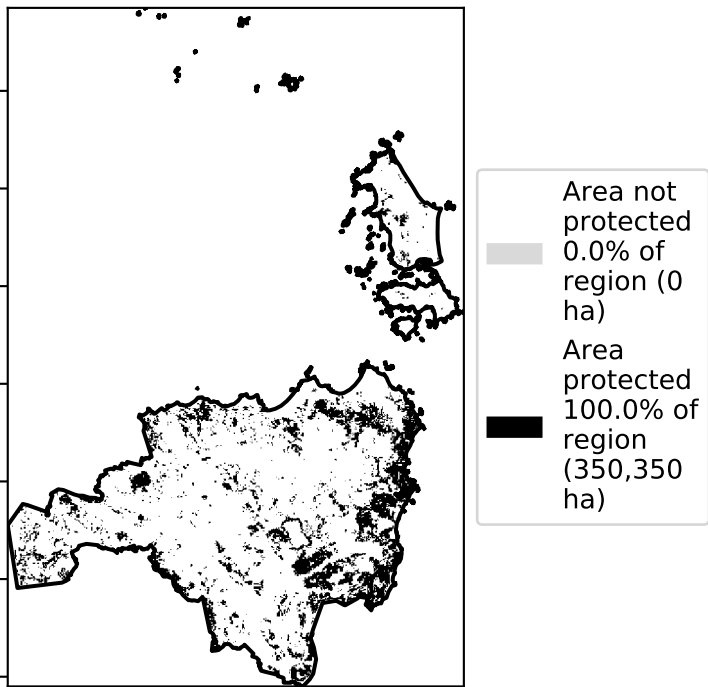 Area not
protected
0.0% of
region (0
ha)
Area
protected
100.0% of
region
(350,350
ha)